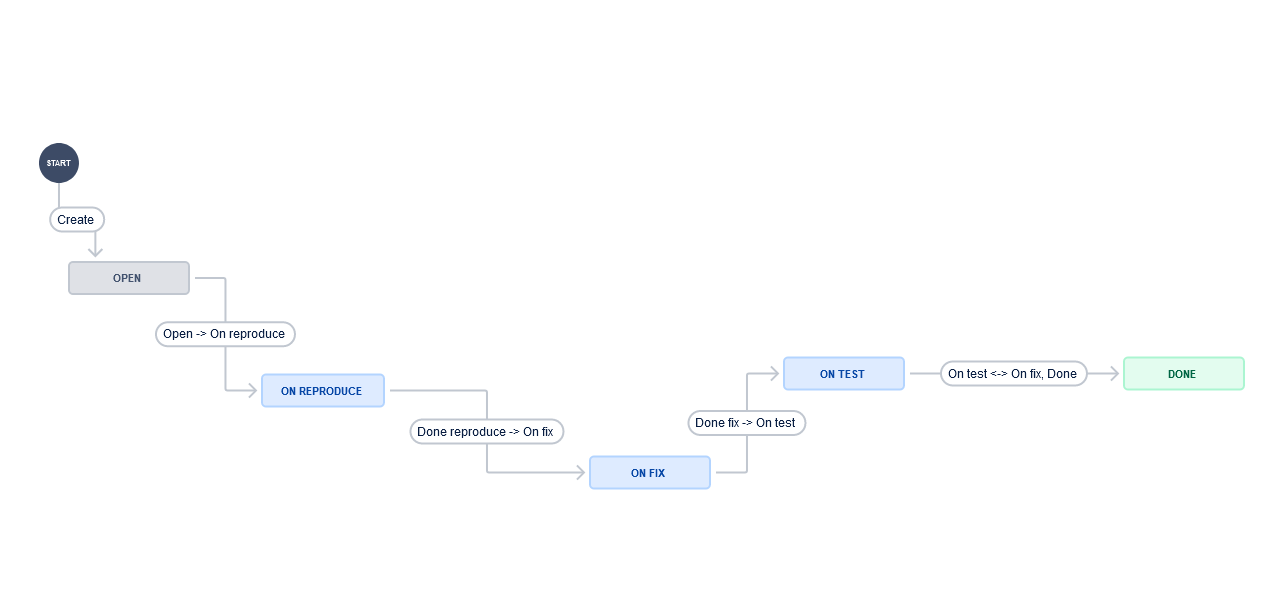 START
Create
OPEN
Open -> On reproduce
ON REPRODUCE
Done reproduce -> On fix
ON FIX
Done fix -> On test
ON TEST
On test <-> On fix, Done
DONE